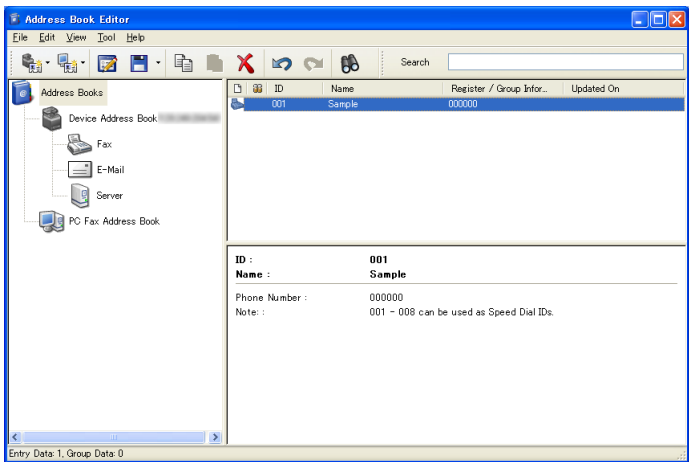 Address Book Editor
File Edit View Tool Help
Search
Address Books
Device Address Book
Fax
E-Mail
Server
PC Fax Address Book
ID Name Register / Group Infor... Updated On
001 Sample 000000
ID : 001
Name : Sample
Phone Number : 000000
Note: : 001 - 008 can be used as Speed Dial IDs.
Entry Data: 1, Group Data: 0